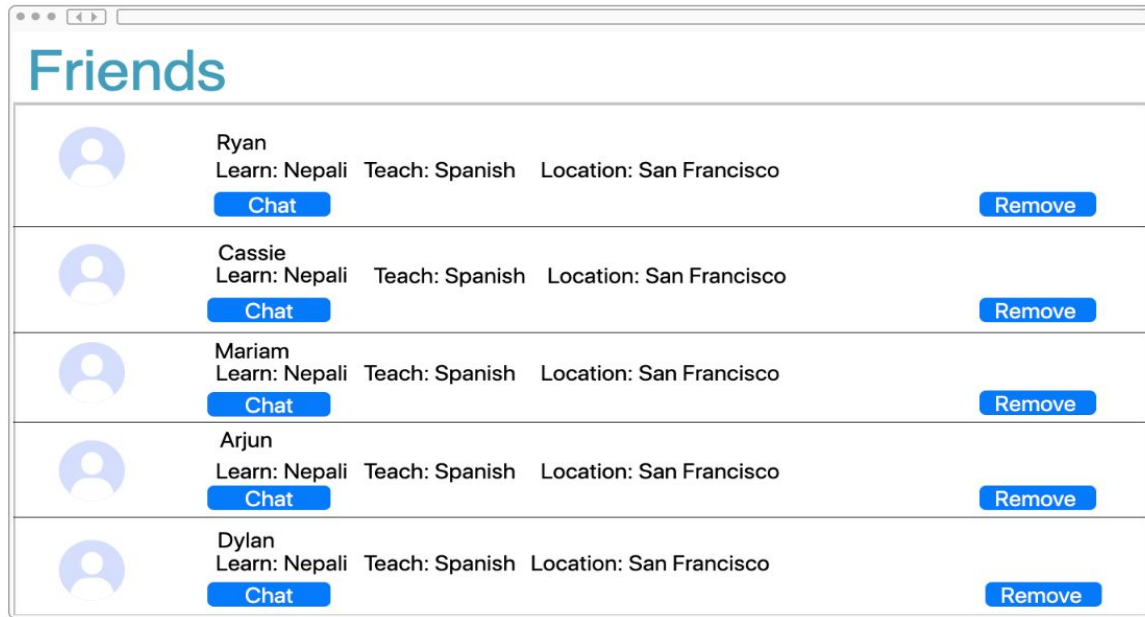 Friends
Ryan
Learn: Nepali Teach: Spanish Location: San Francisco
Chat Remove
Cassie
Learn: Nepali Teach: Spanish Location: San Francisco
Chat Remove
Mariam
Learn: Nepali Teach: Spanish Location: San Francisco
Chat Remove
Arjun
Learn: Nepali Teach: Spanish Location: San Francisco
Chat Remove
Dylan
Learn: Nepali Teach: Spanish Location: San Francisco
Chat Remove